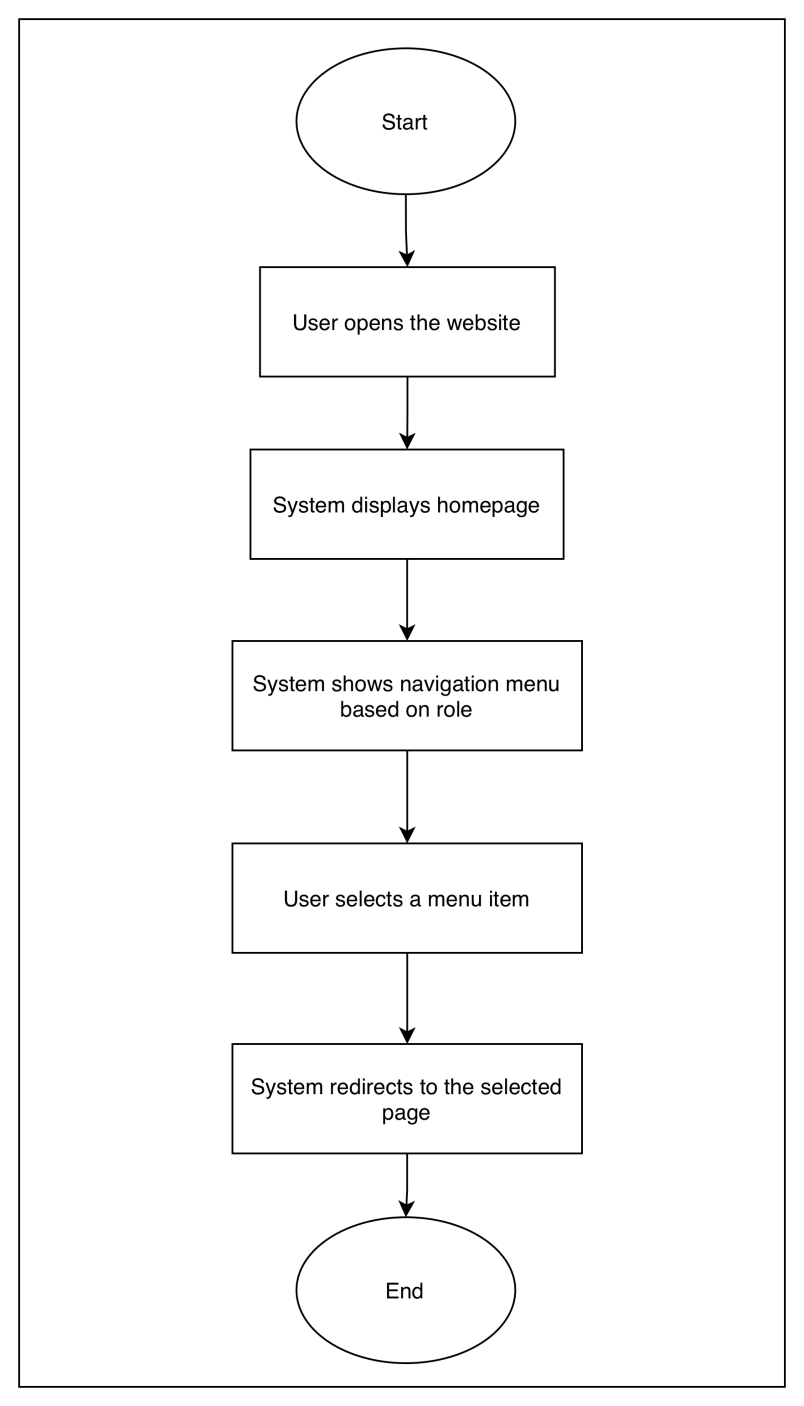 Start
User opens the website
System displays homepage
System shows navigation menu
based on role
User selects a menu item
System redirects to the selected
page
End